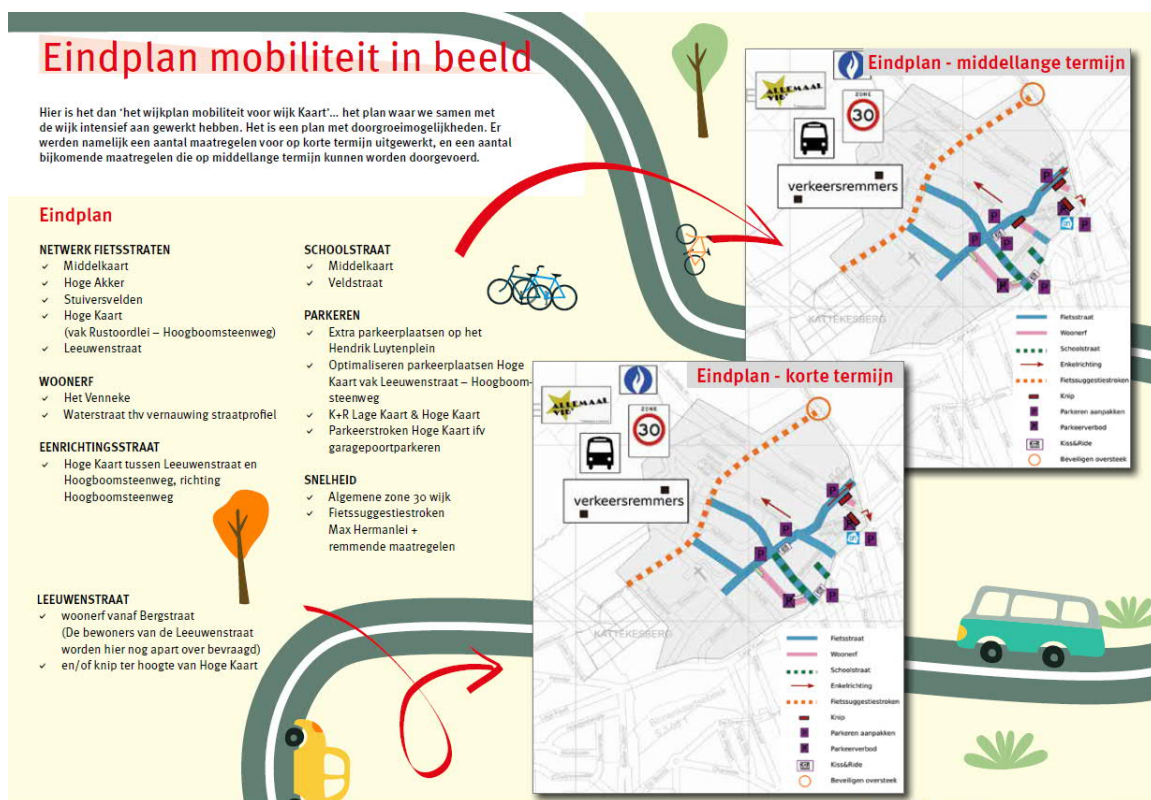 Eindplan mobiliteit in beeld
Hier is het dan ‘het wijkplan mobiliteit voor wijk Kaart’... het plan waar we samen met
de wijk intensief aan gewerkt hebben. Het is een plan met doorgroeimogelijkheden. Er
werden namelijk een aantal maatregelen voor op korte termijn uitgewerkt, en een aantal
bijkomende maatregelen die op middellange termijn kunnen worden doorgevoerd.
Eindplan
NETWERK FIETSSTRATEN
Middelkaart
Hoge Akker
Stuiversvelden
Hoge Kaart
(vak Rustoordlei – Hoogboomsteenweg)
Leeuwenstraat
WOONERF
Het Venneke
Waterstraat thv vernauwing straatprofiel
EENRICHTINGSSTRAAT
Hoge Kaart tussen Leeuwenstraat en
Hoogboomsteenweg, richting
Hoogboomsteenweg
LEEUWENSTRAAT
woonerf vanaf Bergstraat
(De bewoners van de Leeuwenstraat
worden hier nog apart over bevraagd)
en/of knip ter hoogte van Hoge Kaart
SCHOOLSTRAAT
Middelkaart
Veldstraat
PARKEREN
Extra parkeerplaatsen op het
Hendrik Luytenplein
Optimaliseren parkeerplaatsen Hoge
Kaart vak Leeuwenstraat – Hoogboom-
steenweg
K+R Lage Kaart & Hoge Kaart
Parkeerstroken Hoge Kaart ifv
garagepoortparkeren
SNELHEID
Algemene zone 30 wijk
Fietssuggestiestroken
Max Hermanlei +
remmende maatregelen
Eindplan - middellange termijn
ALLEMAAL
ZONE
30
verkeersremmers
KATTEKESBERG
Fietsstraat
Woonerf
Schoolstraat
Enkelrichting
Fietssuggestiestroken
Knip
Parkeren aanpakken
Parkeerverbod
Kiss&Ride
Beveiligen oversteek
Eindplan - korte termijn
ALLEMAAL
ZONE
30
verkeersremmers
KATTEKESBERG
Fietsstraat
Woonerf
Schoolstraat
Enkelrichting
Fietssuggestiestroken
Knip
Parkeren aanpakken
Parkeerverbod
Kiss&Ride
Beveiligen oversteek